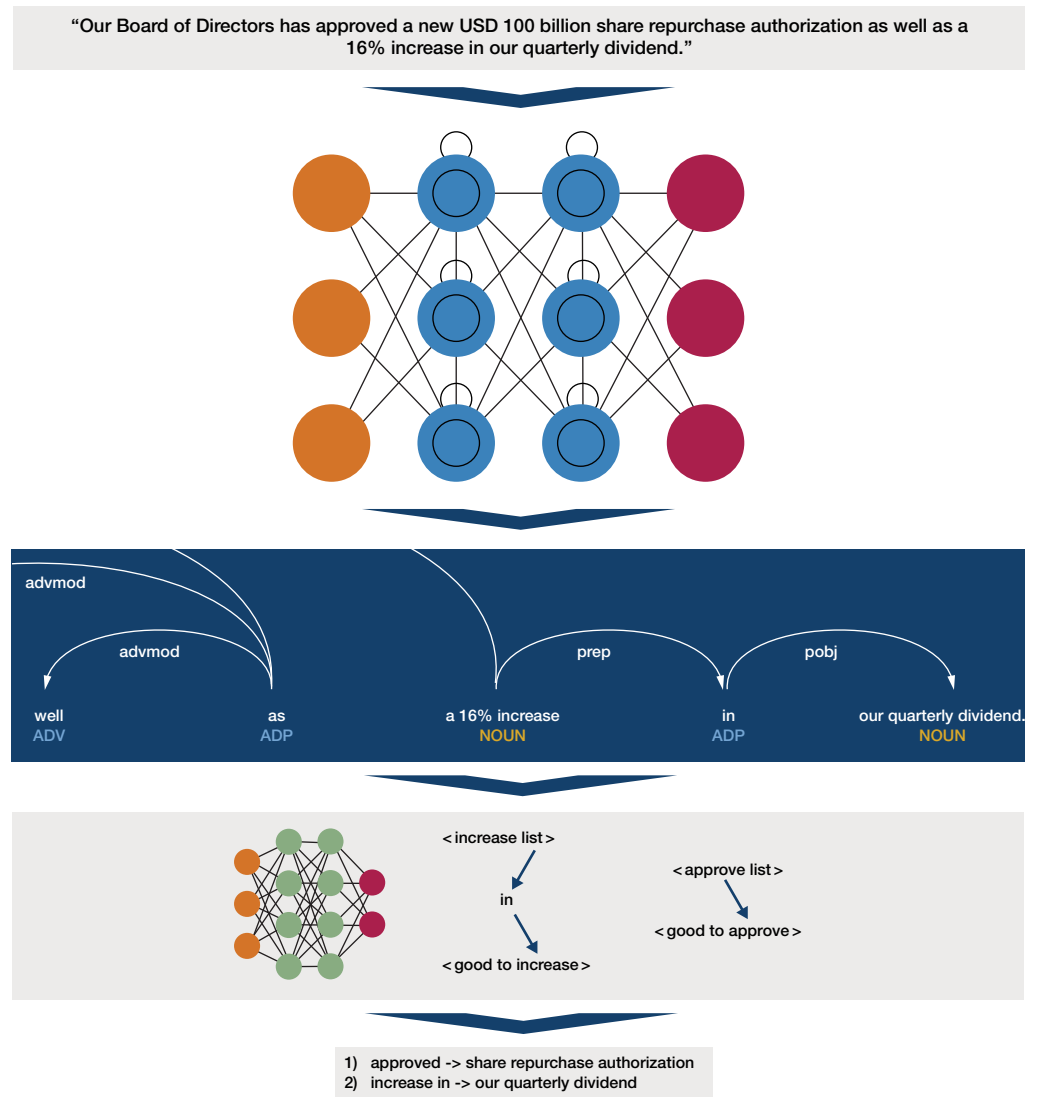 “Our Board of Directors has approved a new USD 100 billion share repurchase authorization as well as a
16% increase in our quarterly dividend.”
advmod
advmod
prep
pobj
well
as
a 16% increase
in
our quarterly dividend.
ADV
ADP
NOUN
ADP
NOUN
<increase list>
in
<good to increase>
<approve list>
<good to approve>
1) approved -> share repurchase authorization
2) increase in -> our quarterly dividend